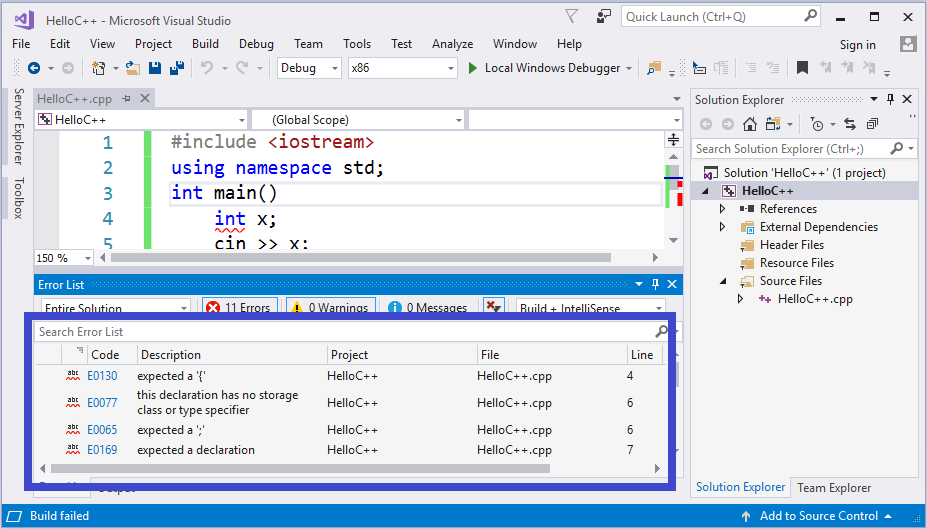 HelloC++ - Microsoft Visual Studio
Quick Launch (Ctrl+Q)
File Edit View Project Build Debug Team Tools Test Analyze Window Help
Sign in
Debug x86 Local Windows Debugger
Server Explorer
Toolbox
HelloC++.cpp
HelloC++ (Global Scope)
1 #include <iostream>
2 using namespace std;
3 int main()
4 int x;
5 cin >> x;
150 %
Error List
Entire Solution 11 Errors 0 Warnings 0 Messages Build + IntelliSense
Search Error List
Code Description Project File Line
abc E0130 expected a '{' HelloC++ HelloC++.cpp 4
abc E0077 this declaration has no storage class or type specifier HelloC++ HelloC++.cpp 6
abc E0065 expected a ';' HelloC++ HelloC++.cpp 6
abc E0169 expected a declaration HelloC++ HelloC++.cpp 7
Output
Solution Explorer
Search Solution Explorer (Ctrl+;)
Solution 'HelloC++' (1 project)
HelloC++
References
External Dependencies
Header Files
Resource Files
Source Files
HelloC++.cpp
Solution Explorer Team Explorer
Build failed
Add to Source Control